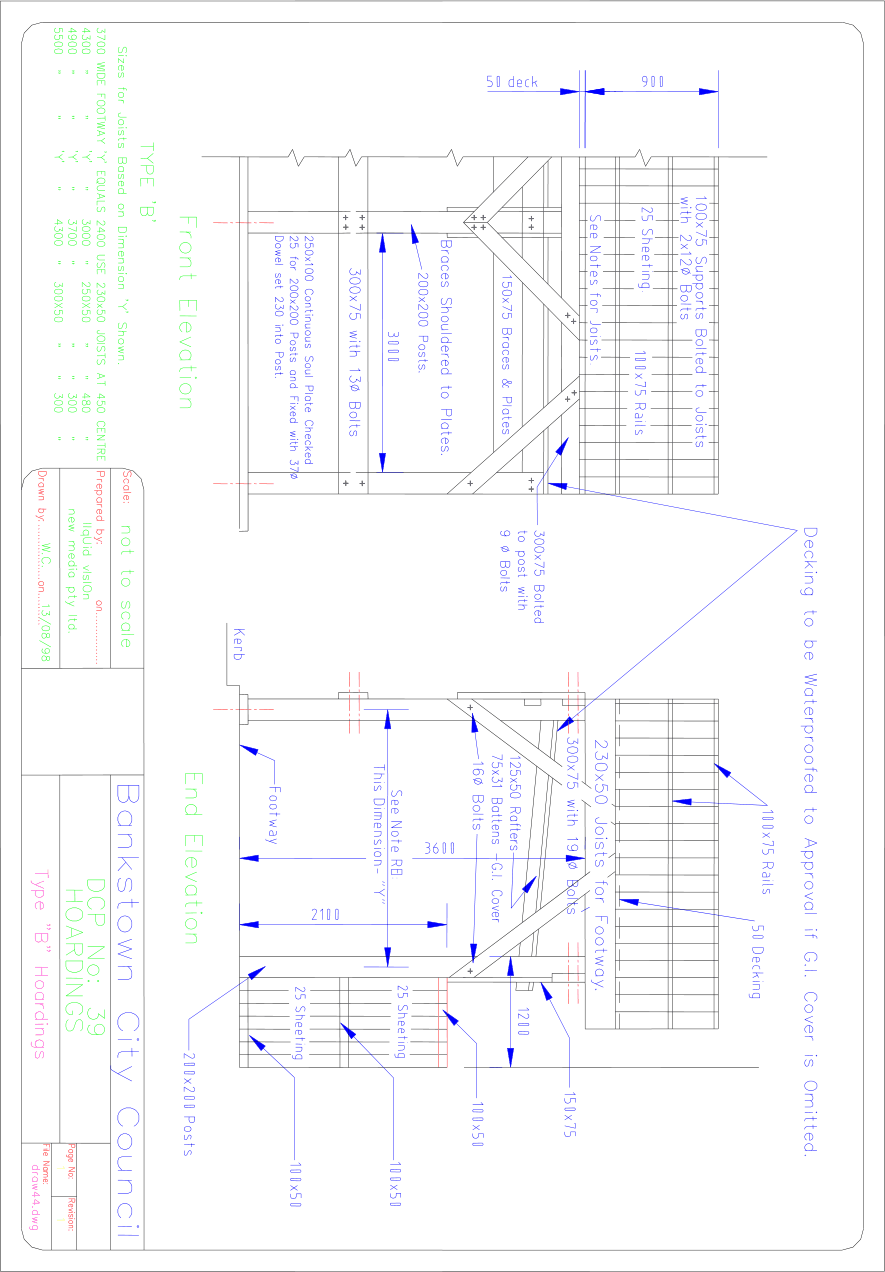 Decking to be Waterproofed to Approval if G.I. Cover is Omitted.
900
50 deck
100x75 Supports Bolted to Joists
with 2x12Ø Bolts
25 Sheeting.
100x75 Rails
See Notes for Joists
150x75 Braces & Plates
Braces Shouldered to Plates.
200x200 Posts.
3000
300x75 with 13Ø Bolts
250x100 Continuous Soul Plate Checked
25 for 200x200 Posts and Fixed with 37Ø
Dowel set 230 into Post.
300x75 Bolted
to post with
9 Ø Bolts
Front Elevation
100x75 Rails
50 Decking
230x50 Joists for Footway.
300x75 with 19 Ø Bolts
125x50 Rafters
75x31 Battens -G.I. Cover
16Ø Bolts
3600
See Note RE
This Dimension- "Y"
2100
1200
150x75
100x50
25 Sheeting
100x50
25 Sheeting
100x50
200x200 Posts
Kerb
Footway
End Elevation
TYPE 'B'
Sizes for Joists Based on Dimension 'Y' Shown.
3700 WIDE FOOTWAY 'Y' EQUALS 2400 USE 230x50 JOISTS AT 450 CENTRE
4300 " " 'Y' " 3000 " 250X50 " " 480 "
4900 " " 'Y' " 3700 " " " 300 "
5500 " " 'Y' " 4300 " 300X50 " " 300 "
Scale: not to scale
Prepared by: on..............
liqUid visiOn
new media pty ltd.
Drawn by:..........W.C.....on.......13/08/98
Bankstown City Council
DCP No: 39
HOARDINGS
Type "B" Hoardings
Page No:
Revision:
File Name:
draw44.dwg